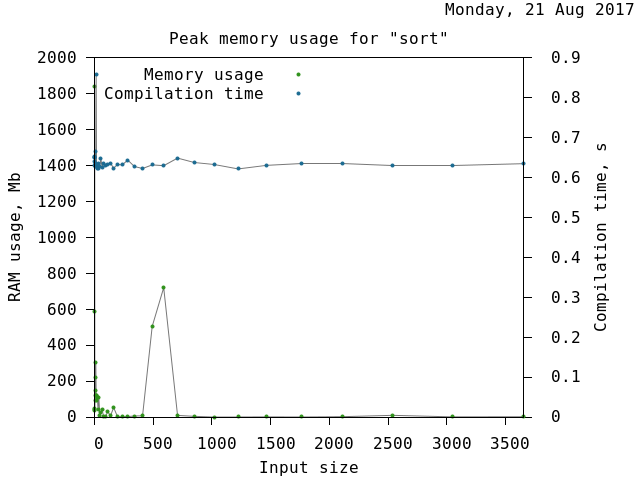 Monday, 21 Aug 2017
Peak memory usage for "sort"
Memory usage
Compilation time
2000
1800
1600
1400
1200
1000
800
600
400
200
0
RAM usage, Mb
0.9
0.8
0.7
0.6
0.5
0.4
0.3
0.2
0.1
0
Compilation time, s
0 500 1000 1500 2000 2500 3000 3500
Input size